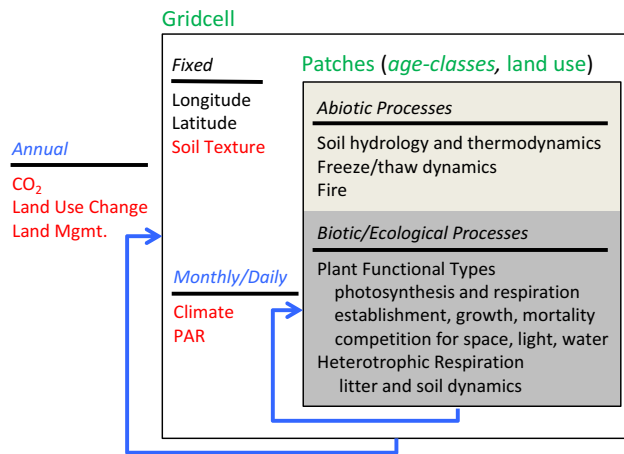 Gridcell
Annual
CO₂
Land Use Change
Land Mgmt.
Fixed
Longitude
Latitude
Soil Texture
Monthly/Daily
Climate
PAR
Patches (age-classes, land use)
Abiotic Processes
Soil hydrology and thermodynamics
Freeze/thaw dynamics
Fire
Biotic/Ecological Processes
Plant Functional Types
photosynthesis and respiration
establishment, growth, mortality
competition for space, light, water
Heterotrophic Respiration
litter and soil dynamics